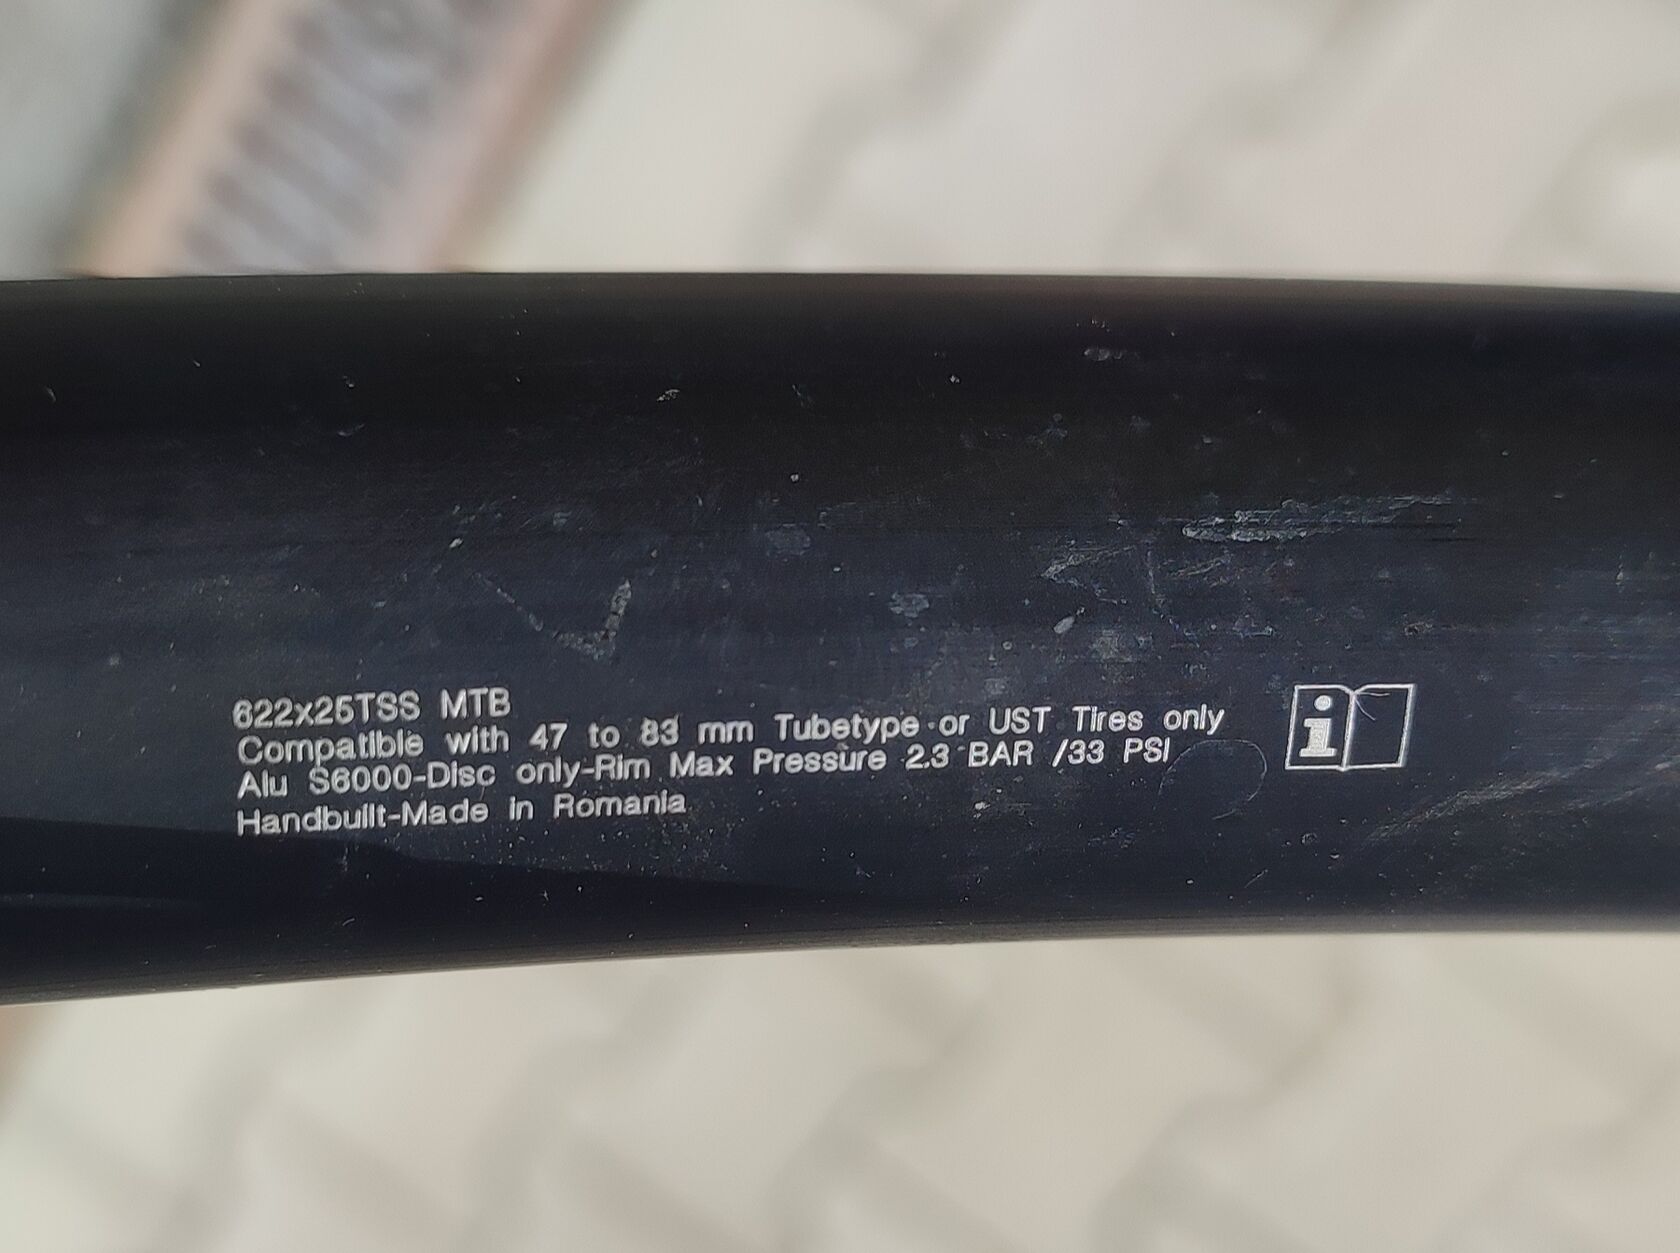 622x25TSS MTB
Compatible with 47 to 83 mm Tubetype or UST Tires only
Alu S6000-Disc only-Rim Max Pressure 2.3 BAR /33 PSI
Handbuilt-Made in Romania
i